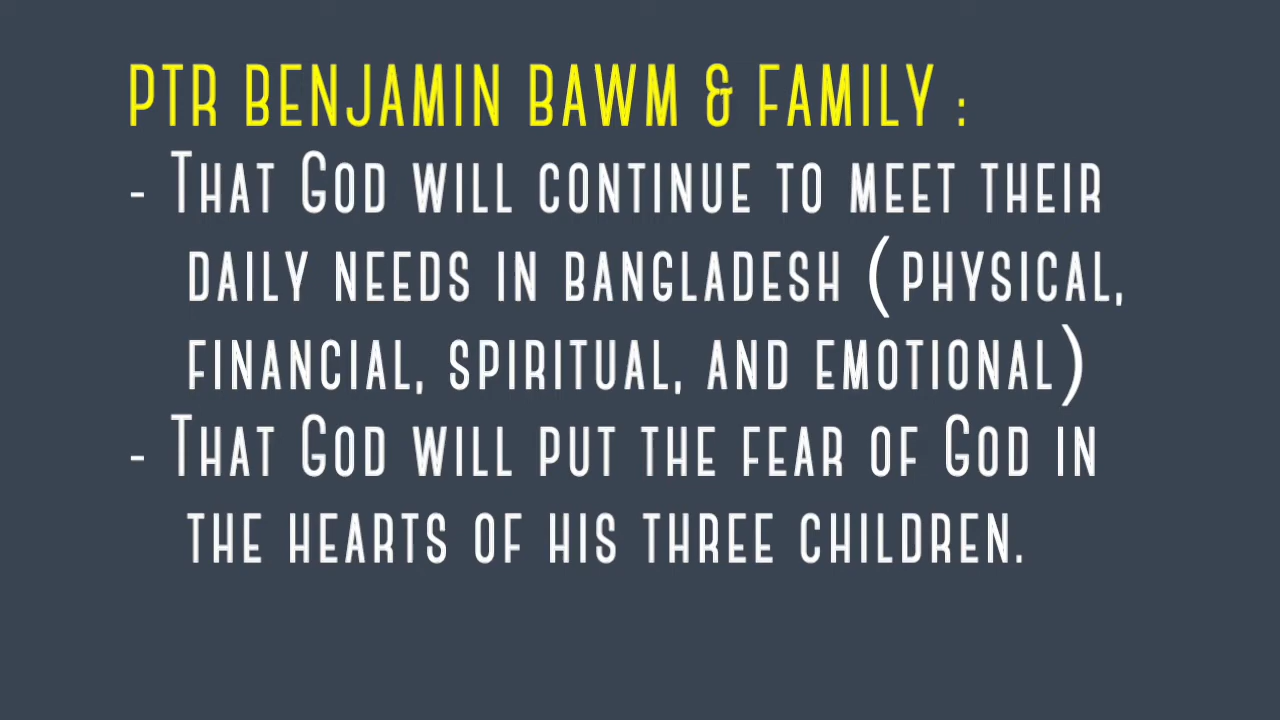 PTR BENJAMIN BAWM & FAMILY :
- THAT GOD WILL CONTINUE TO MEET THEIR
DAILY NEEDS IN BANGLADESH (PHYSICAL,
FINANCIAL, SPIRITUAL, AND EMOTIONAL)
- THAT GOD WILL PUT THE FEAR OF GOD IN
THE HEARTS OF HIS THREE CHILDREN.